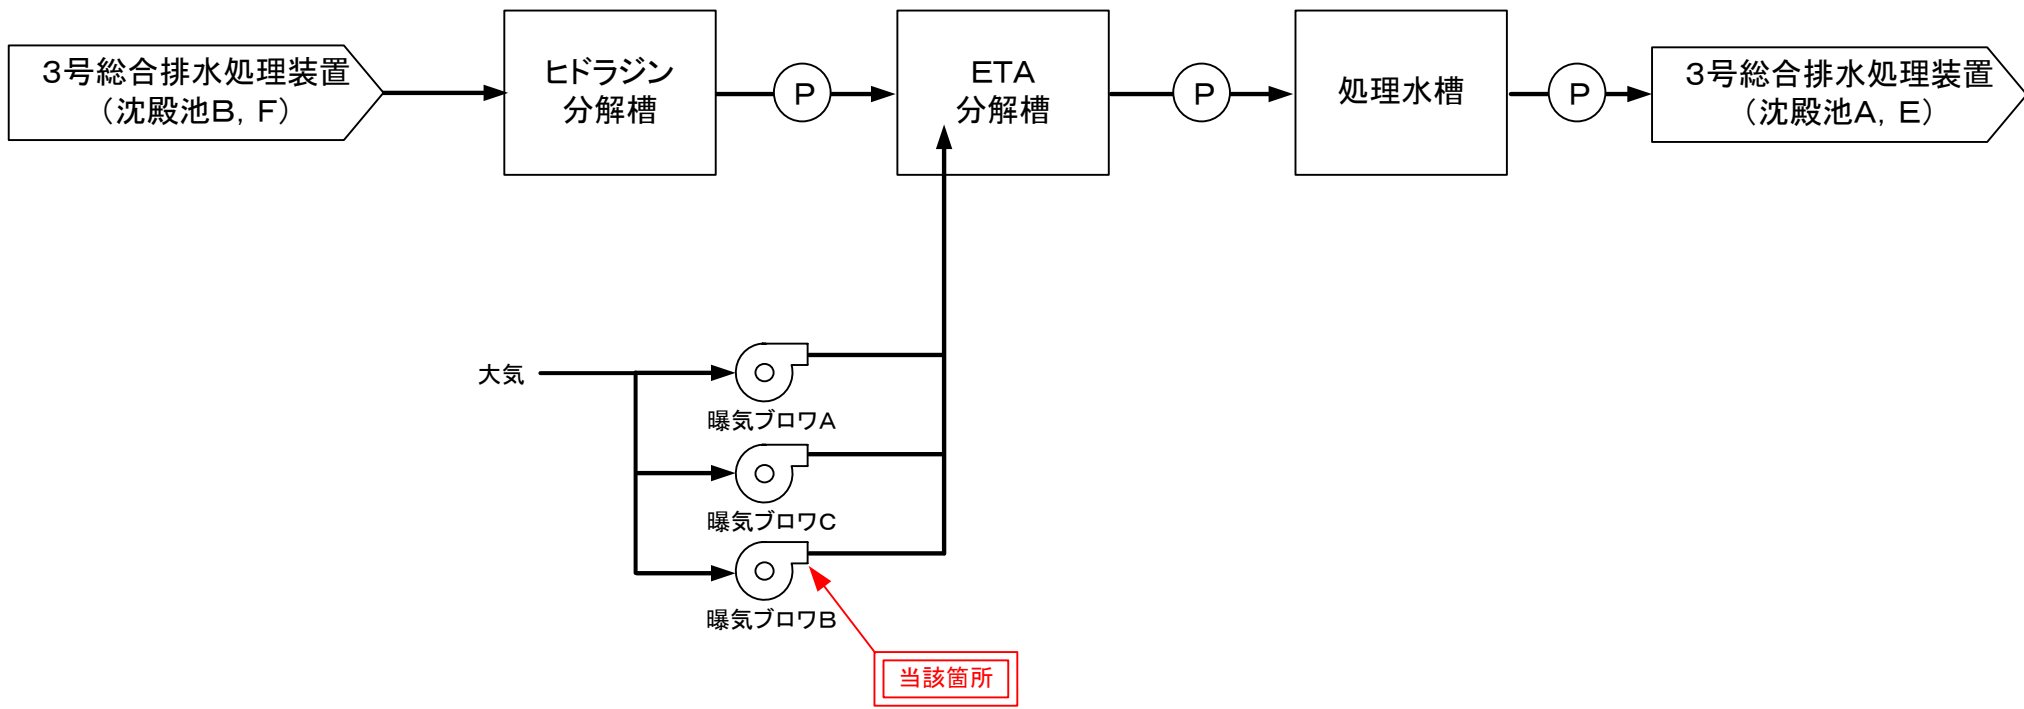 ３号総合排水処理装置
（沈殿池Ｂ，Ｆ）
ヒドラジン
分解槽
Ｐ
ＥＴＡ
分解槽
Ｐ
処理水槽
Ｐ
３号総合排水処理装置
（沈殿池Ａ，Ｅ）
大気
曝気ブロワＡ
曝気ブロワＣ
曝気ブロワＢ
当該箇所